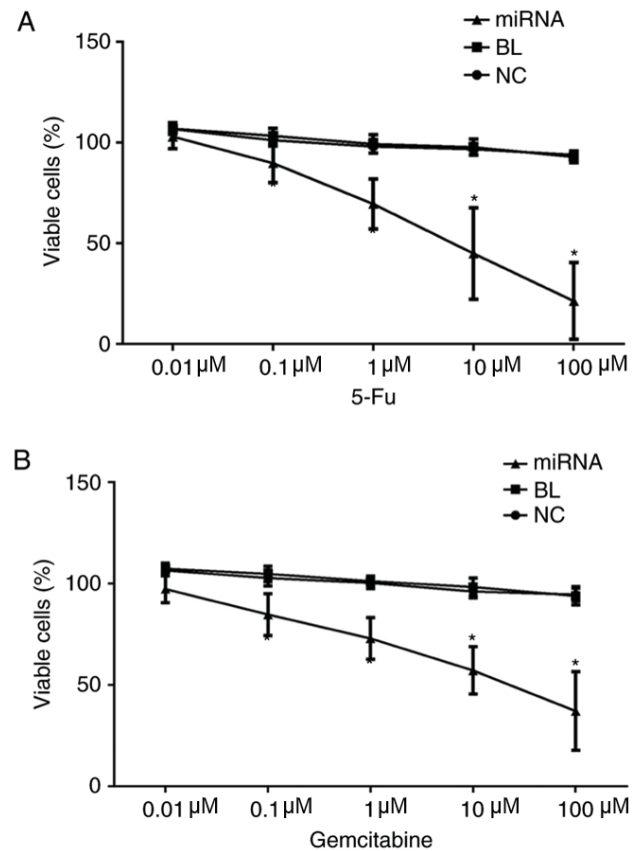 A
miRNA
BL
NC
150
100
50
0
Viable cells (%)
*
*
*
*
0.01 µM 0.1 µM 1 µM 10 µM 100 µM
5-Fu
B
miRNA
BL
NC
150
100
50
0
Viable cells (%)
*
*
*
*
0.01 µM 0.1 µM 1 µM 10 µM 100 µM
Gemcitabine